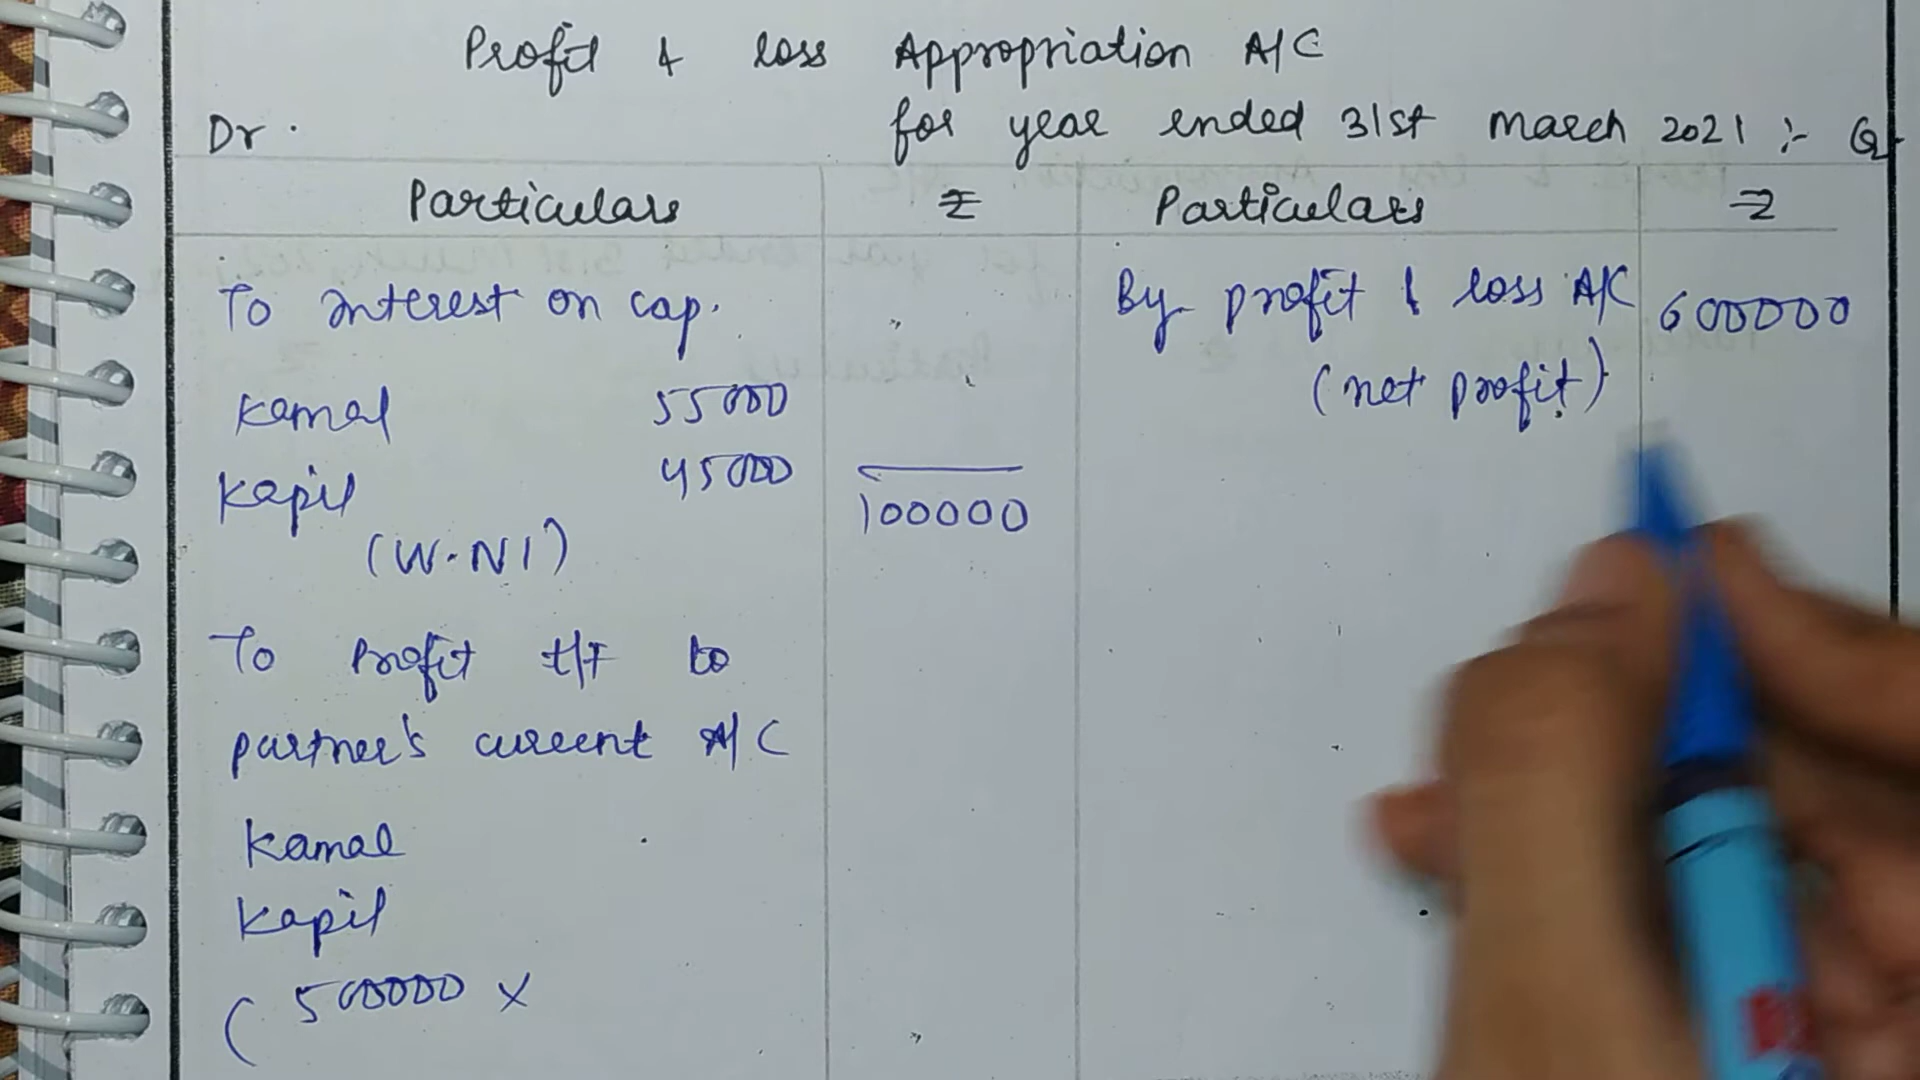 Profit & loss Appropriation A/C
for year ended 31st march 2021 :-
Dr. Cr
Particulars ₹ Particulars ₹
To interest on cap.
Kamal 55000
Kapil 45000 100000
(W.N1)
By profit & loss A/C 600000
(net profit)
To Profit t/f to
partner's current A/C
Kamal
Kapil
( 500000 ×